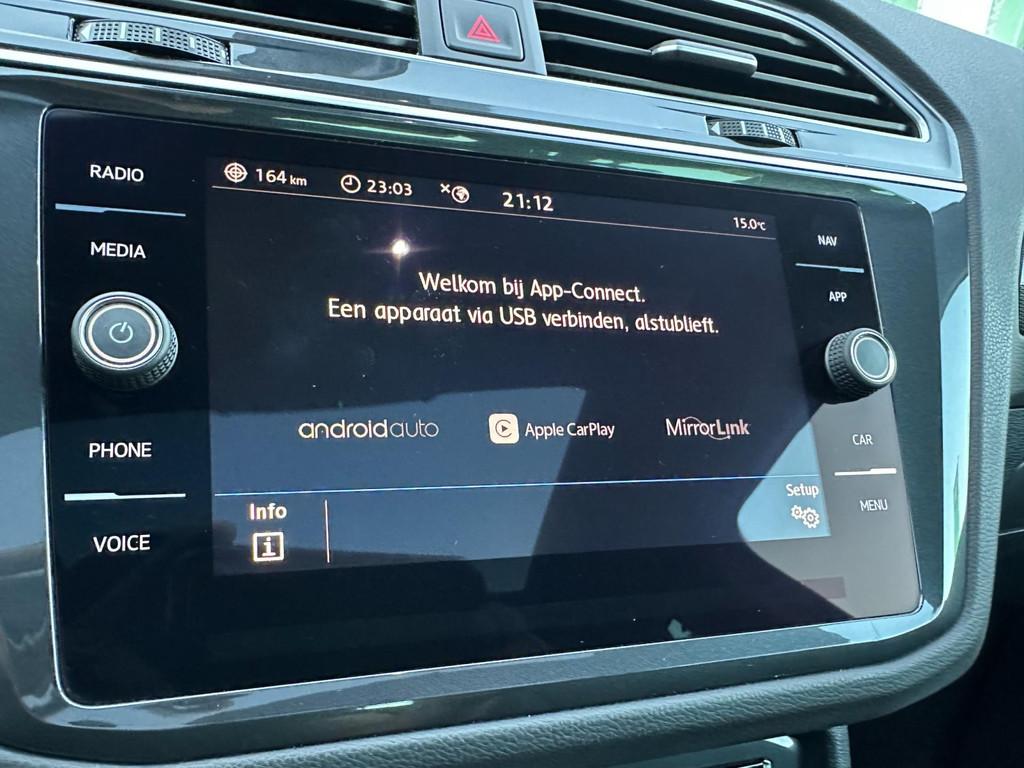 RADIO
MEDIA
PHONE
VOICE
164 km
23:03
21:12
15.0°C
Welkom bij App-Connect.
Een apparaat via USB verbinden, alstublieft.
androidauto
Apple CarPlay
MirrorLink
Info
i
Setup
NAV
APP
CAR
MENU